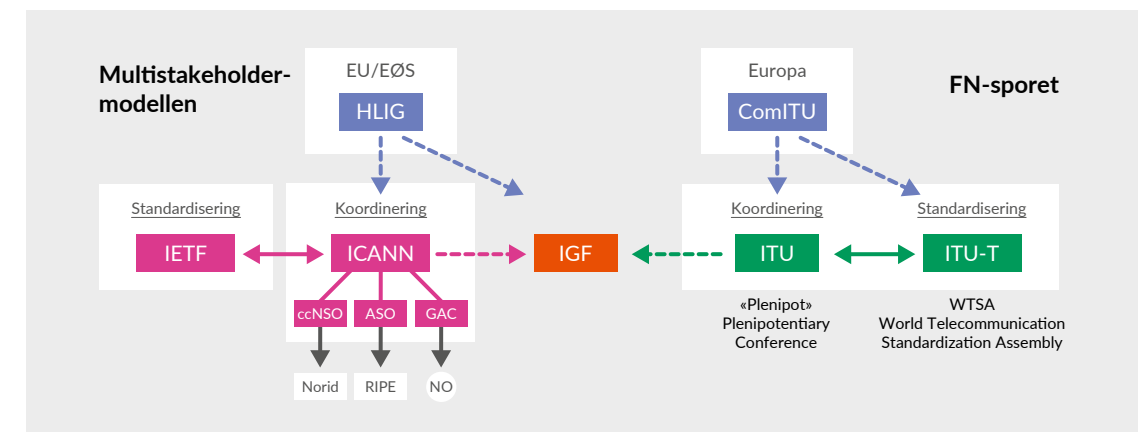 Multistakeholder-
modellen
EU/EØS
HLIG
Europa
ComITU
FN-sporet
Standardisering
IETF
Koordinering
ICANN
IGF
Koordinering
ITU
Standardisering
ITU-T
ccNSO
ASO
GAC
«Plenipot»
Plenipotentiary
Conference
WTSA
World Telecommunication
Standardization Assembly
Norid
RIPE
NO